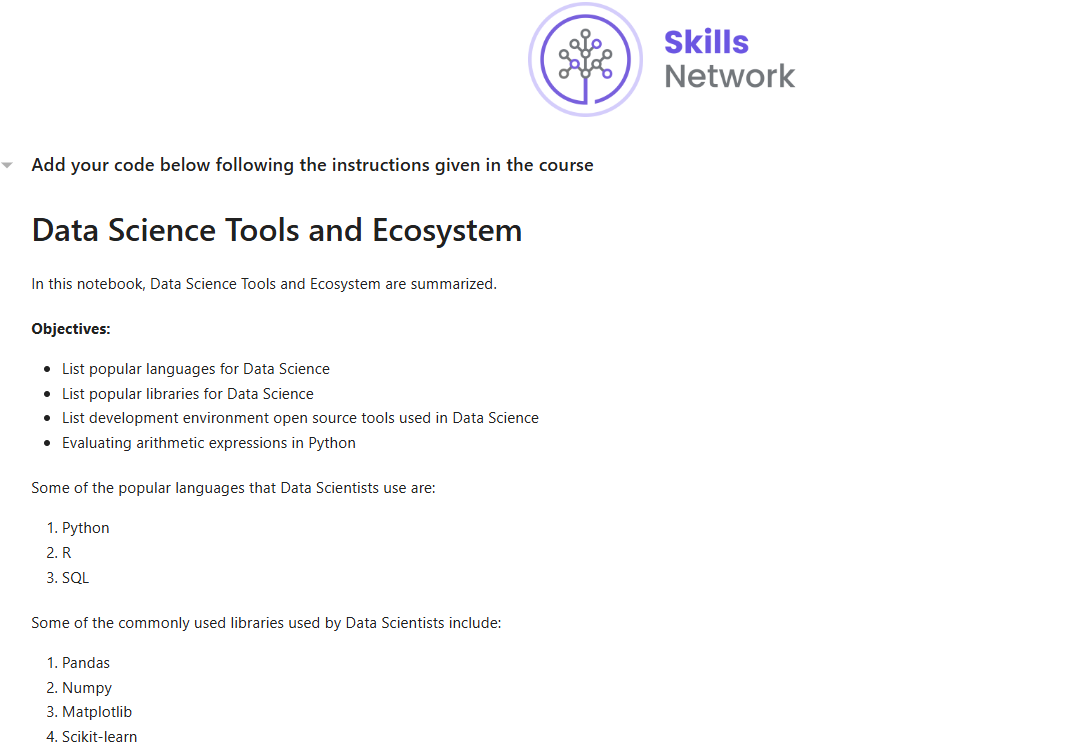 Skills
Network
Add your code below following the instructions given in the course
Data Science Tools and Ecosystem
In this notebook, Data Science Tools and Ecosystem are summarized.
Objectives:
List popular languages for Data Science
List popular libraries for Data Science
List development environment open source tools used in Data Science
Evaluating arithmetic expressions in Python
Some of the popular languages that Data Scientists use are:
1. Python
2. R
3. SQL
Some of the commonly used libraries used by Data Scientists include:
1. Pandas
2. Numpy
3. Matplotlib
4. Scikit-learn